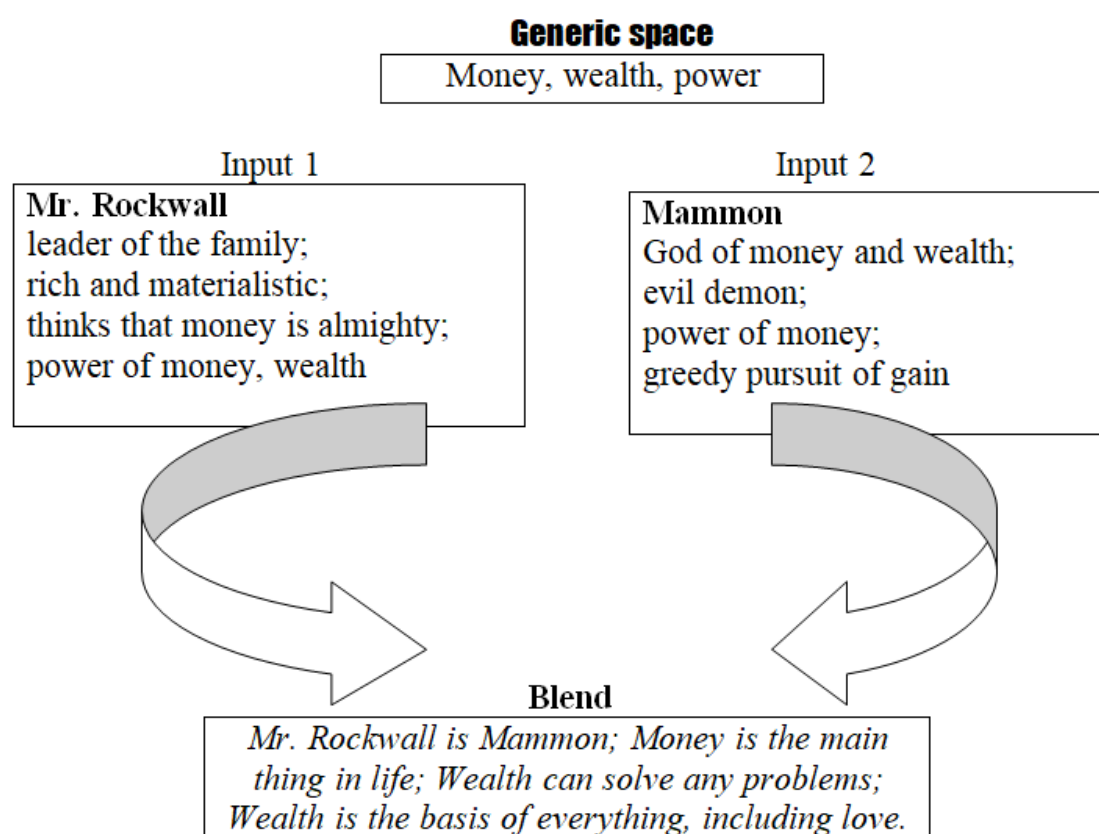 Generic space
Money, wealth, power
Input 1
Mr. Rockwall
leader of the family;
rich and materialistic;
thinks that money is almighty;
power of money, wealth
Input 2
Mammon
God of money and wealth;
evil demon;
power of money;
greedy pursuit of gain
Blend
Mr. Rockwall is Mammon; Money is the main
thing in life; Wealth can solve any problems;
Wealth is the basis of everything, including love.